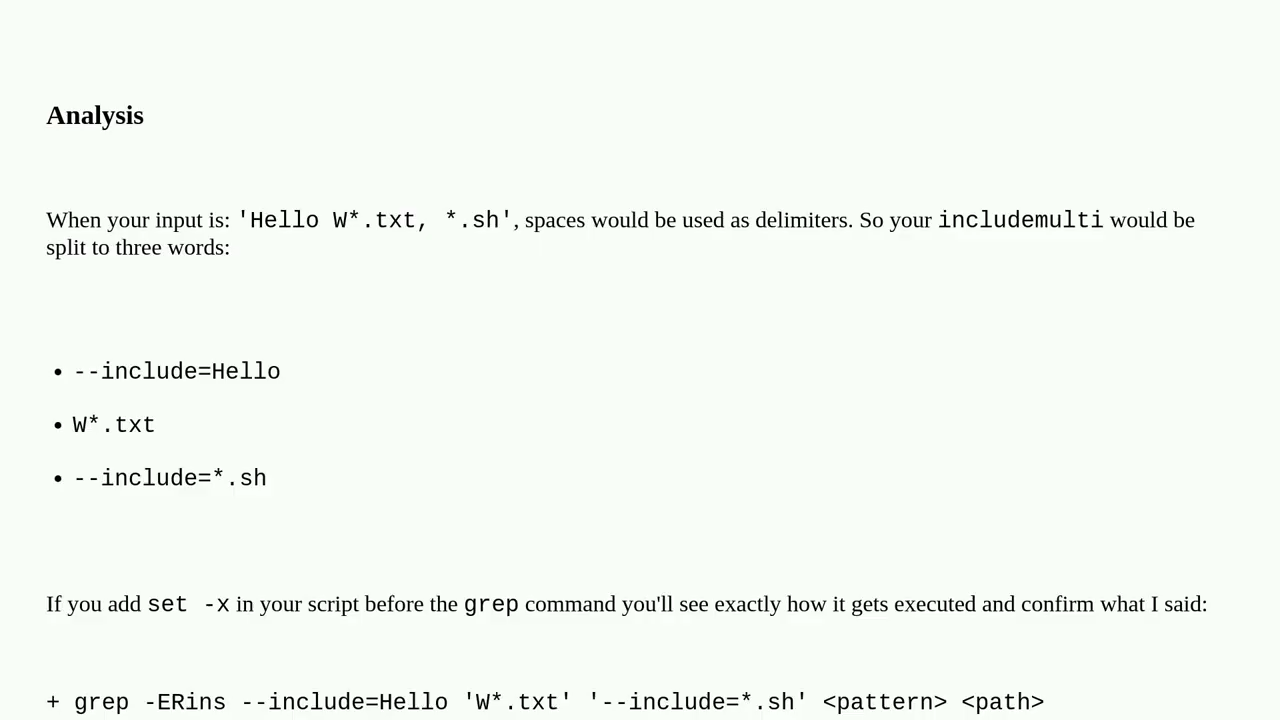 Analysis
When your input is: 'Hello W*.txt, *.sh', spaces would be used as delimiters. So your includemulti would be
split to three words:
• --include=Hello
• W*.txt
• --include=*.sh
If you add set -x in your script before the grep command you'll see exactly how it gets executed and confirm what I said:
+ grep -ERins --include=Hello 'W*.txt' '--include=*.sh' <pattern> <path>